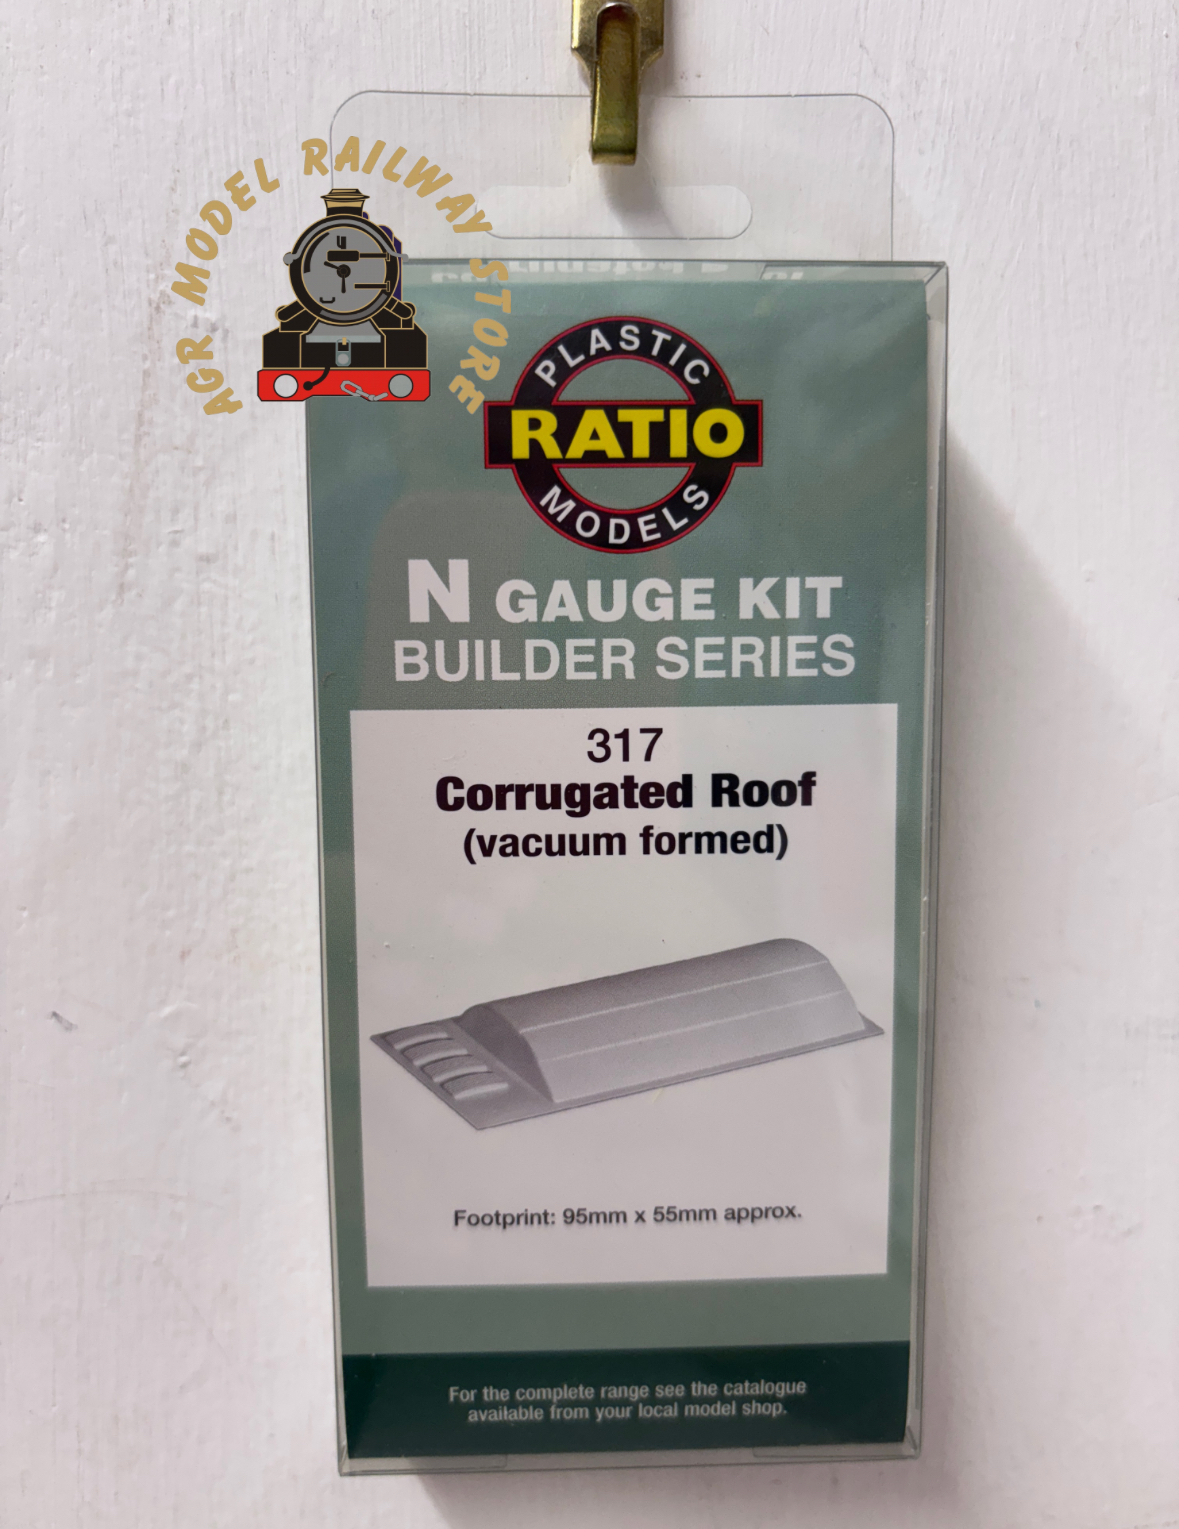 AGR MODEL RAILWAY STORE
PLASTIC
RATIO
MODELS
N GAUGE KIT
BUILDER SERIES
317
Corrugated Roof
(vacuum formed)
Footprint: 95mm x 55mm approx.
For the complete range see the catalogue
available from your local model shop.